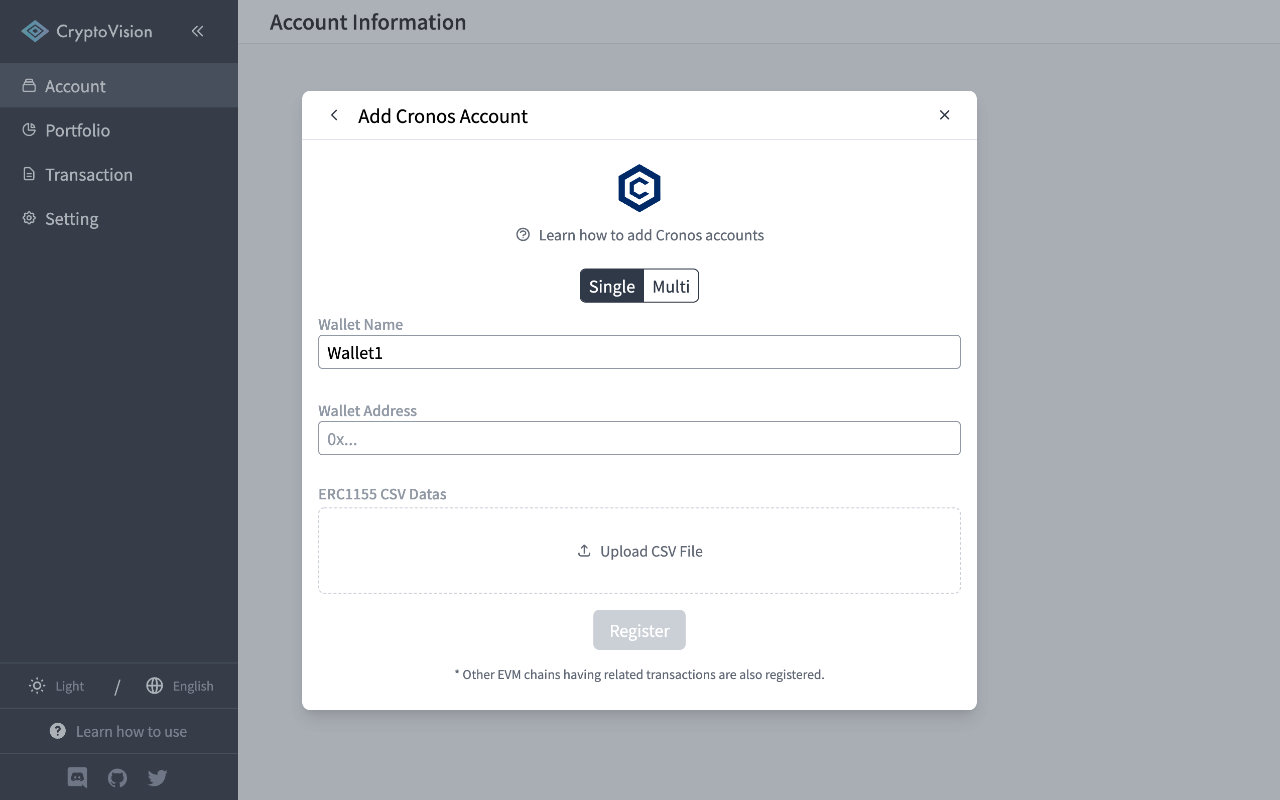 CryptoVision
Account
Portfolio
Transaction
Setting
Light / English
Learn how to use
Account Information
Add Cronos Account
Learn how to add Cronos accounts
Single Multi
Wallet Name
Wallet1
Wallet Address
0x...
ERC1155 CSV Datas
Upload CSV File
Register
* Other EVM chains having related transactions are also registered.